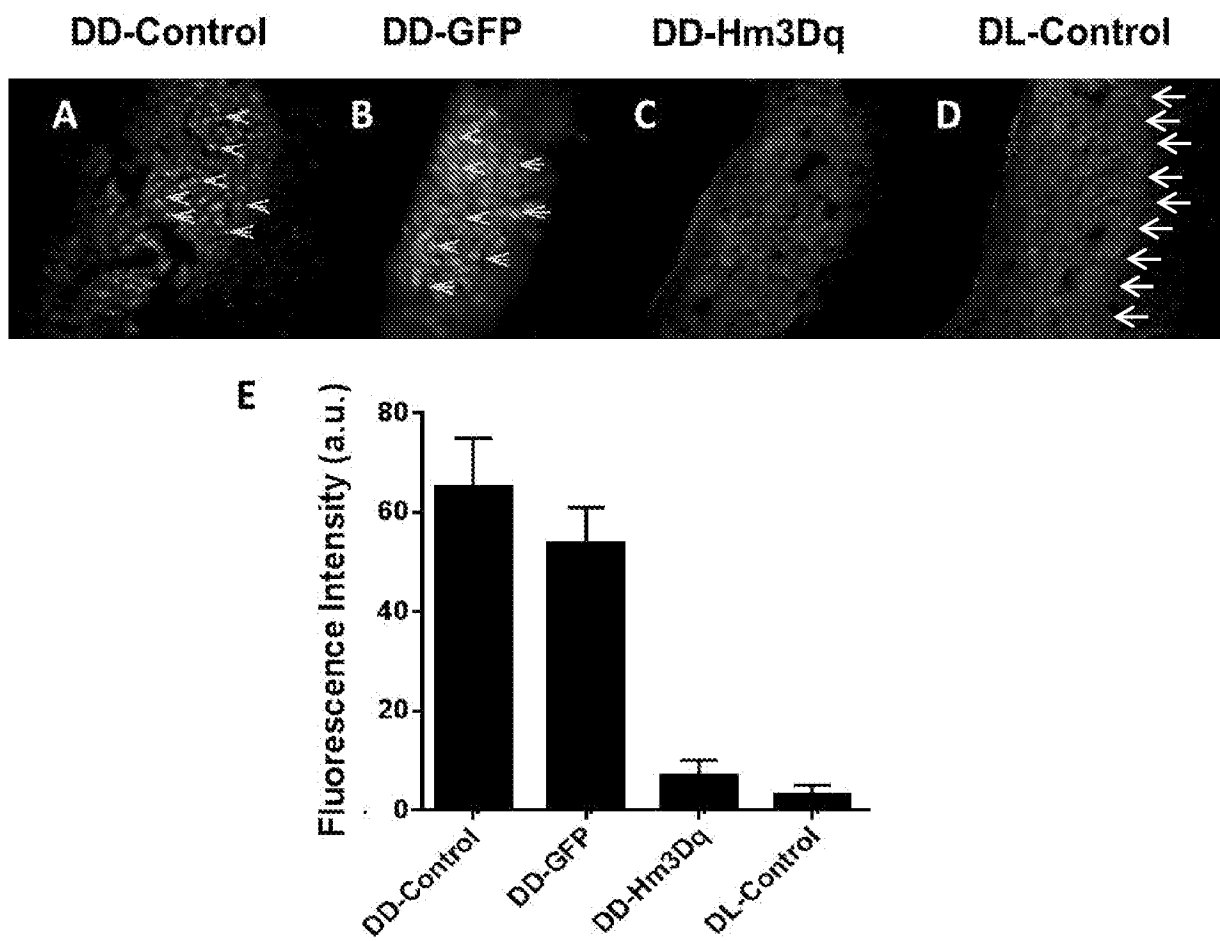 DD-Control DD-GFP DD-Hm3Dq DL-Control
A B C D
E
Fluorescence Intensity (a.u.)
80
60
40
20
0
DD-Control DD-GFP DD-Hm3Dq DL-Control